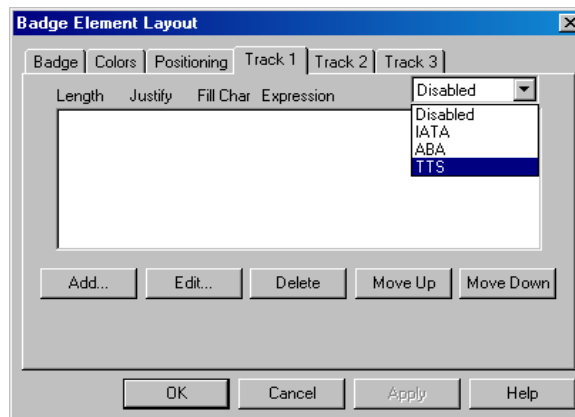 Badge Element Layout
Badge Colors Positioning Track 1 Track 2 Track 3
Length Justify Fill Char Expression Disabled
Disabled
IATA
ABA
TTS
Add... Edit... Delete Move Up Move Down
OK Cancel Apply Help